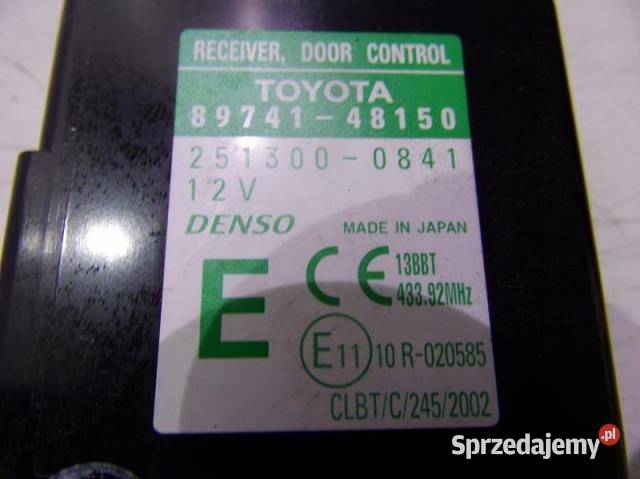 RECEIVER, DOOR CONTROL
TOYOTA
89741-48150
251300-0841
12V
DENSO MADE IN JAPAN
E CE 13BBT
433.92MHz
E11 10 R-020585
CLBT/C/245/2002
Sprzedajemy.pl